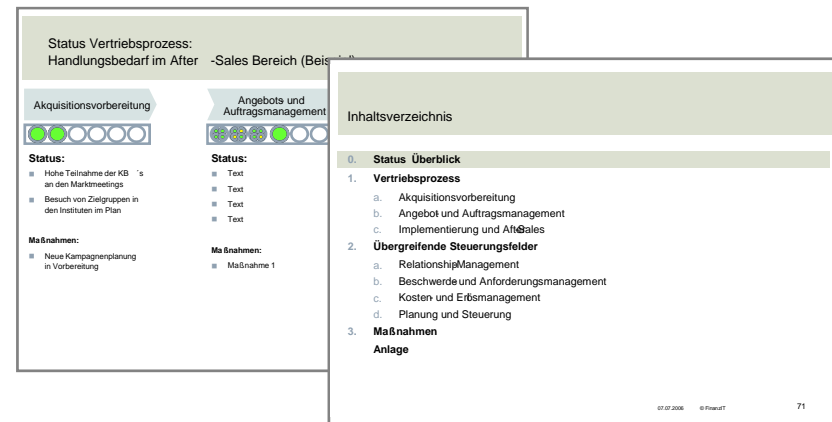 Status Vertriebsprozess:
Handlungsbedarf im After -Sales Bereich
Akquisitionsvorbereitung
Angebots- und
Auftragsmanagement
Status:
Hohe Teilnahme der KB ´s
an den Marktmeetings
Besuch von Zielgruppen in
den Instituten im Plan
Maßnahmen:
Neue Kampagnenplanung
in Vorbereitung
Status:
Text
Text
Text
Text
Maßnahmen:
Maßnahme 1
Inhaltsverzeichnis
0. Status Überblick
1. Vertriebsprozess
a. Akquisitionsvorbereitung
b. Angebot- und Auftragsmanagement
c. Implementierung und After-Sales
2. Übergreifende Steuerungsfelder
a. Relationship-Management
b. Beschwerde- und Anforderungsmanagement
c. Kosten- und Erlösmanagement
d. Planung und Steuerung
3. Maßnahmen
Anlage
07.07.2006 © FinanzIT 71